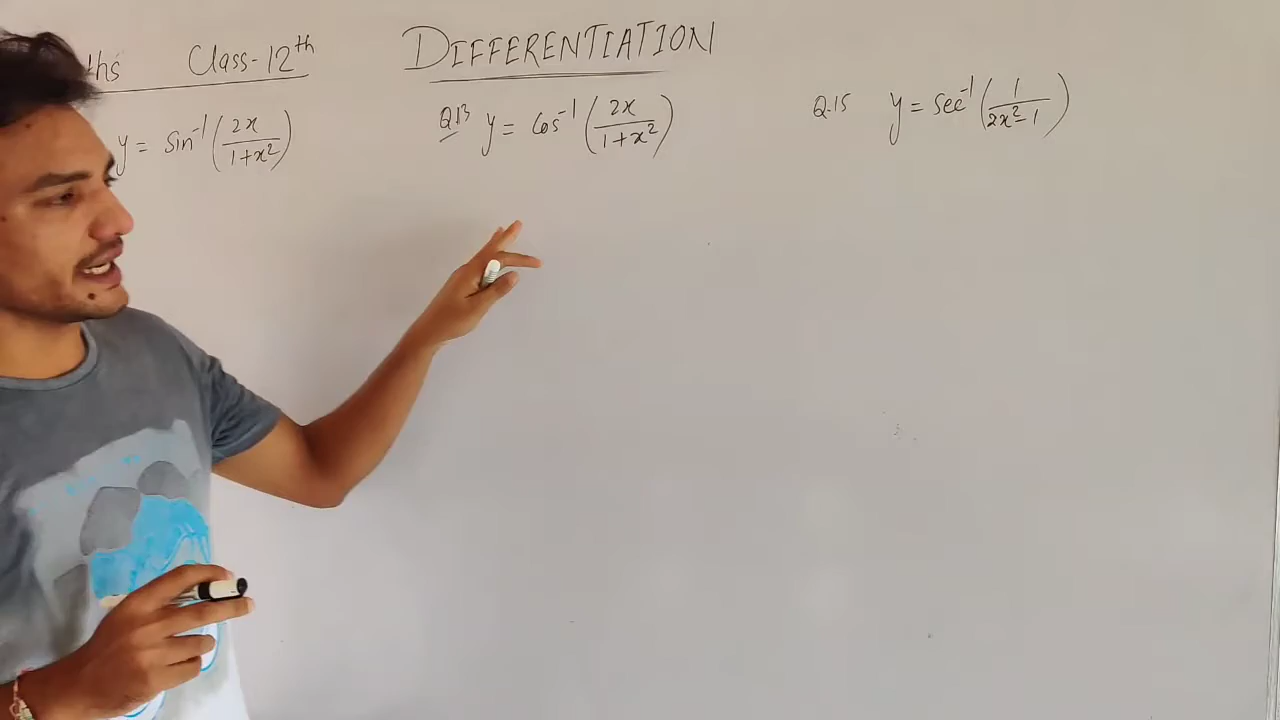 Class-12th
DIFFERENTIATION
y = sin⁻¹(2x/1+x²)
Q13 y = Cos⁻¹(2x/1+x²)
Q.15 y = Sec⁻¹(1/2x²-1)